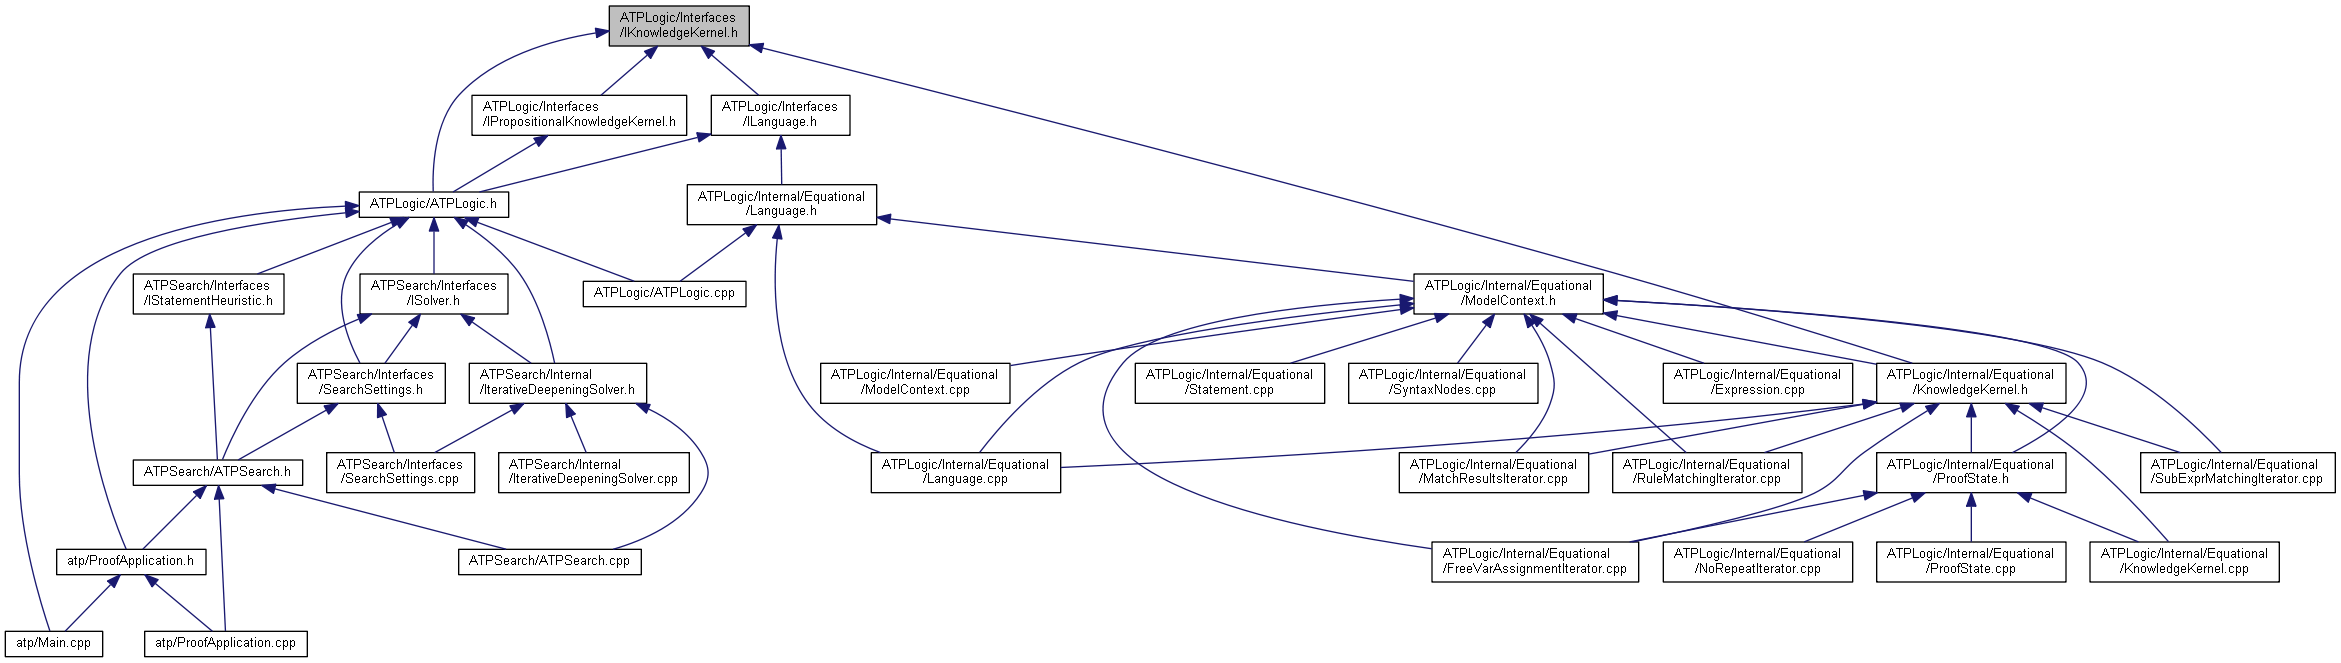 ATPLogic/Interfaces
/IKnowledgeKernel.h
ATPLogic/Interfaces
/IPropositionalKnowledgeKernel.h
ATPLogic/Interfaces
/ILanguage.h
ATPLogic/ATPLogic.h
ATPLogic/Internal/Equational
/Language.h
ATPSearch/Interfaces
/IStatementHeuristic.h
ATPSearch/Interfaces
/ISolver.h
ATPLogic/ATPLogic.cpp
ATPLogic/Internal/Equational
/ModelContext.h
ATPSearch/Interfaces
/SearchSettings.h
ATPSearch/Internal
/IterativeDeepeningSolver.h
ATPLogic/Internal/Equational
/ModelContext.cpp
ATPLogic/Internal/Equational
/Statement.cpp
ATPLogic/Internal/Equational
/SyntaxNodes.cpp
ATPLogic/Internal/Equational
/Expression.cpp
ATPLogic/Internal/Equational
/KnowledgeKernel.h
ATPSearch/ATPSearch.h
ATPSearch/Interfaces
/SearchSettings.cpp
ATPSearch/Internal
/IterativeDeepeningSolver.cpp
ATPLogic/Internal/Equational
/Language.cpp
ATPLogic/Internal/Equational
/MatchResultsIterator.cpp
ATPLogic/Internal/Equational
/RuleMatchingIterator.cpp
ATPLogic/Internal/Equational
/ProofState.h
ATPLogic/Internal/Equational
/SubExprMatchingIterator.cpp
atp/ProofApplication.h
ATPSearch/ATPSearch.cpp
ATPLogic/Internal/Equational
/FreeVarAssignmentIterator.cpp
ATPLogic/Internal/Equational
/NoRepeatIterator.cpp
ATPLogic/Internal/Equational
/ProofState.cpp
ATPLogic/Internal/Equational
/KnowledgeKernel.cpp
atp/Main.cpp
atp/ProofApplication.cpp